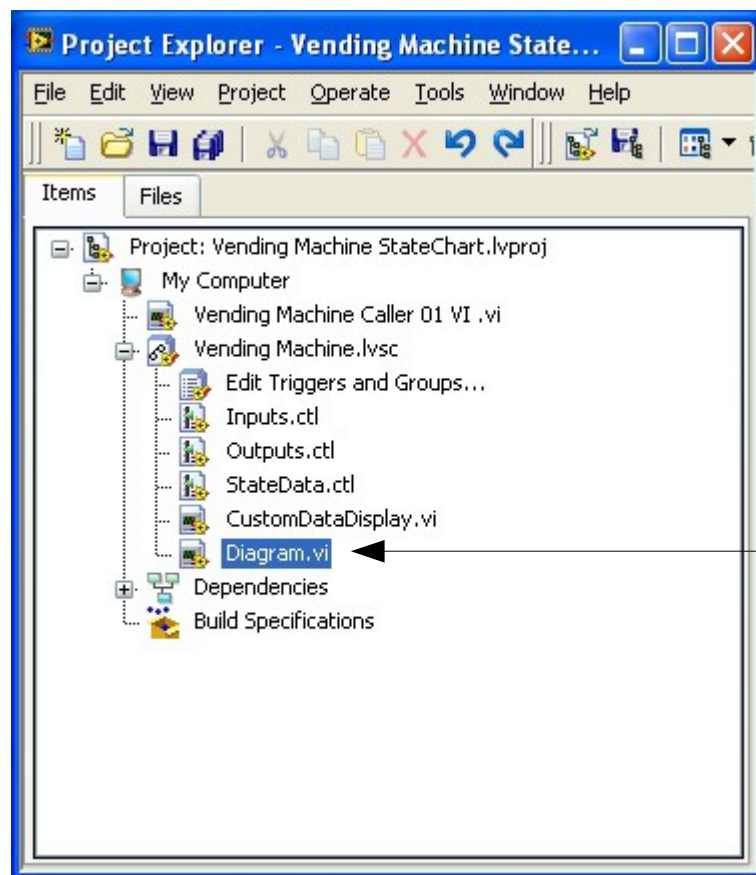 Project Explorer - Vending Machine State...
File Edit View Project Operate Tools Window Help
Items Files
Project: Vending Machine StateChart.lvproj
My Computer
Vending Machine Caller 01 VI .vi
Vending Machine.lvsc
Edit Triggers and Groups...
Inputs.ctl
Outputs.ctl
StateData.ctl
CustomDataDisplay.vi
Diagram.vi
Dependencies
Build Specifications